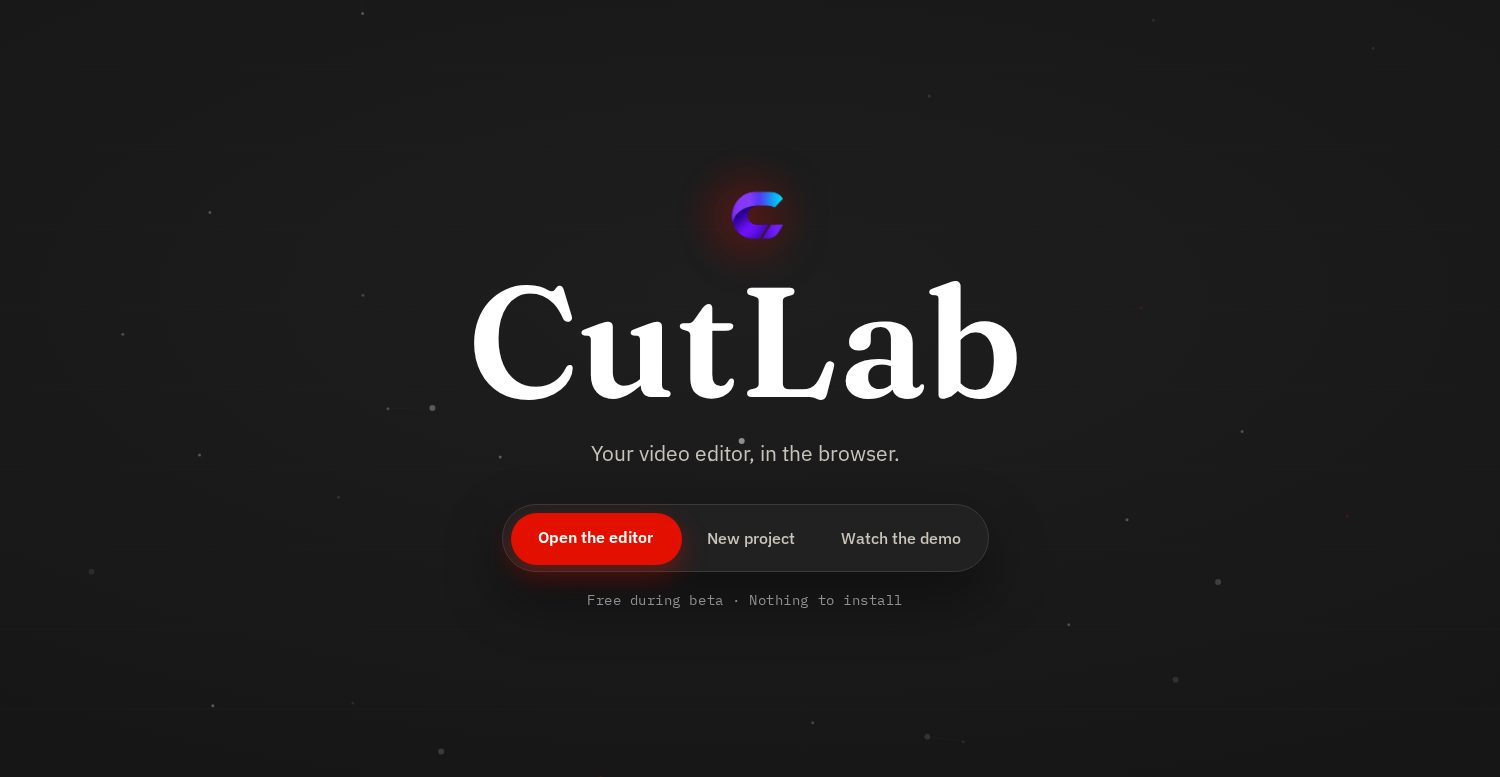 CutLab
Your video editor, in the browser.
Open the editor
New project
Watch the demo
Free during beta · Nothing to install